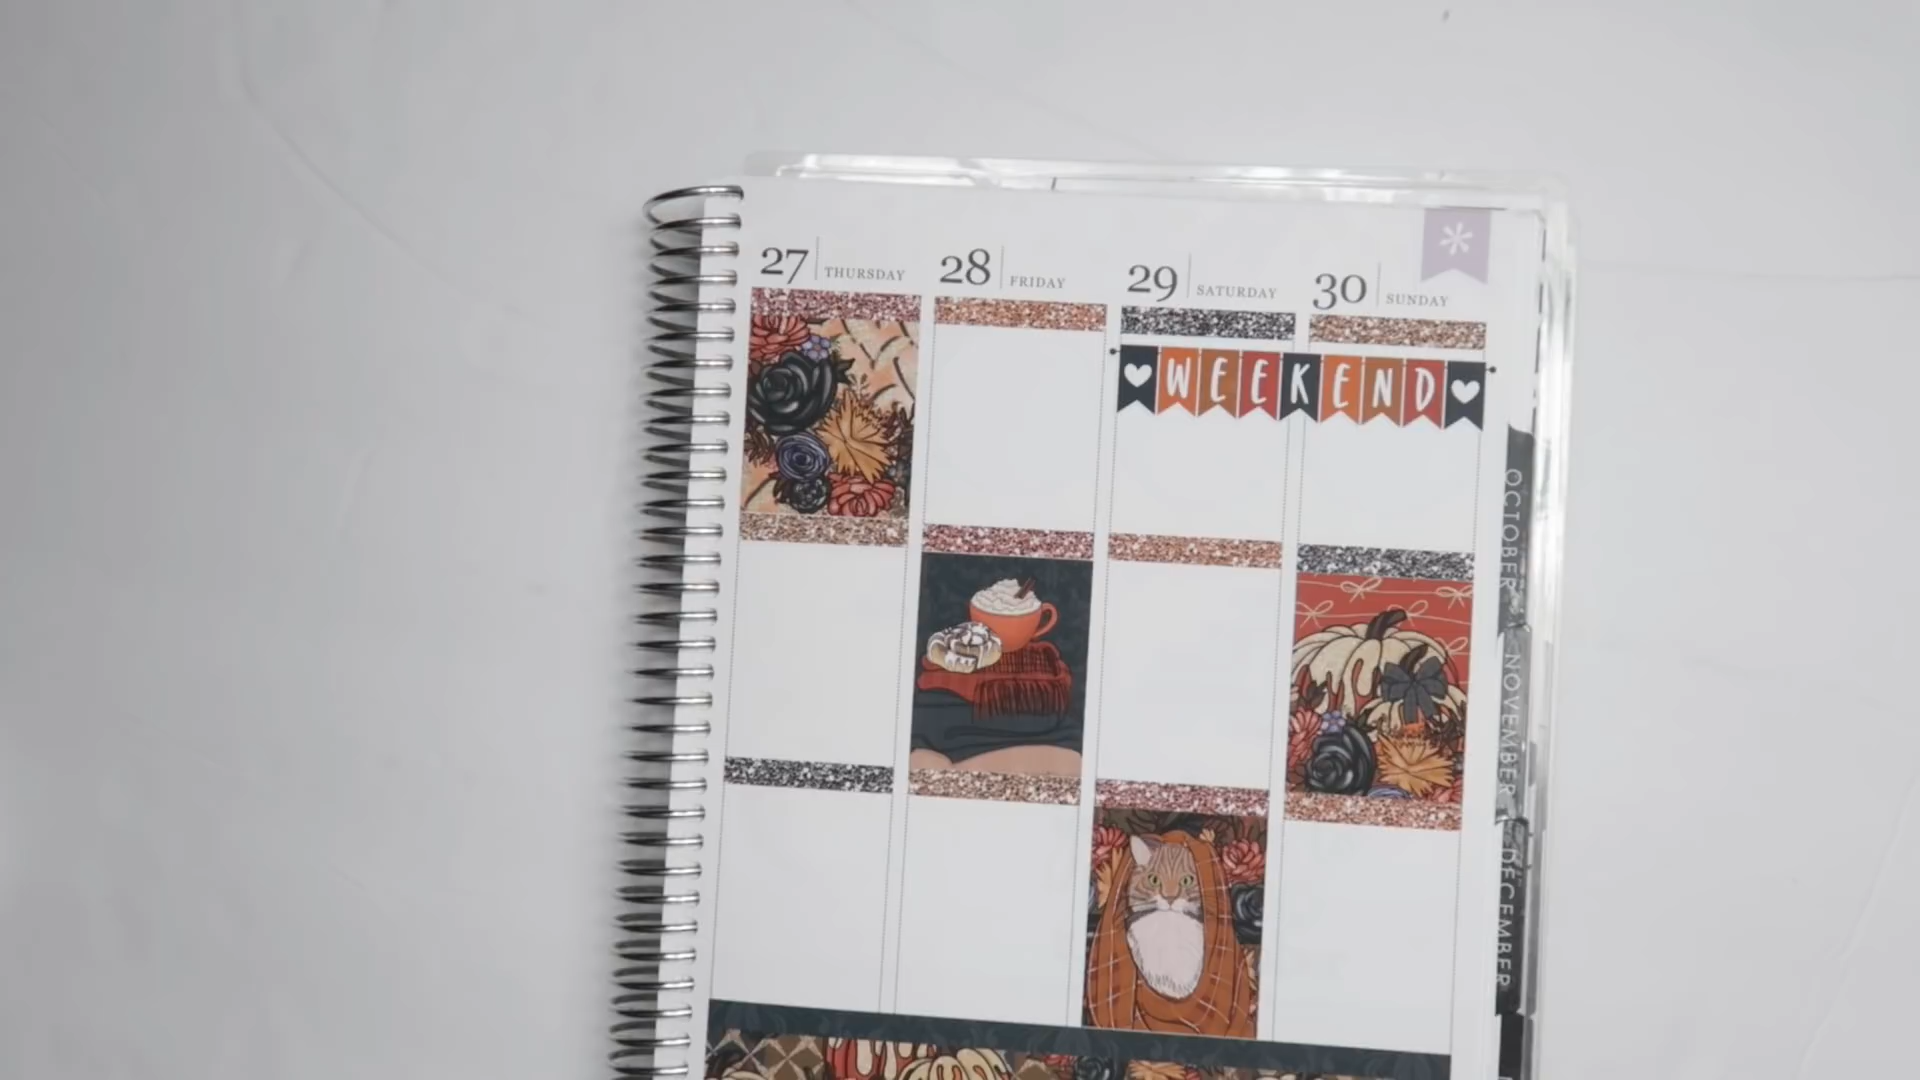 27 THURSDAY
28 FRIDAY
29 SATURDAY
30 SUNDAY
WEEKEND
OCTOBER
NOVEMBER
DECEMBER